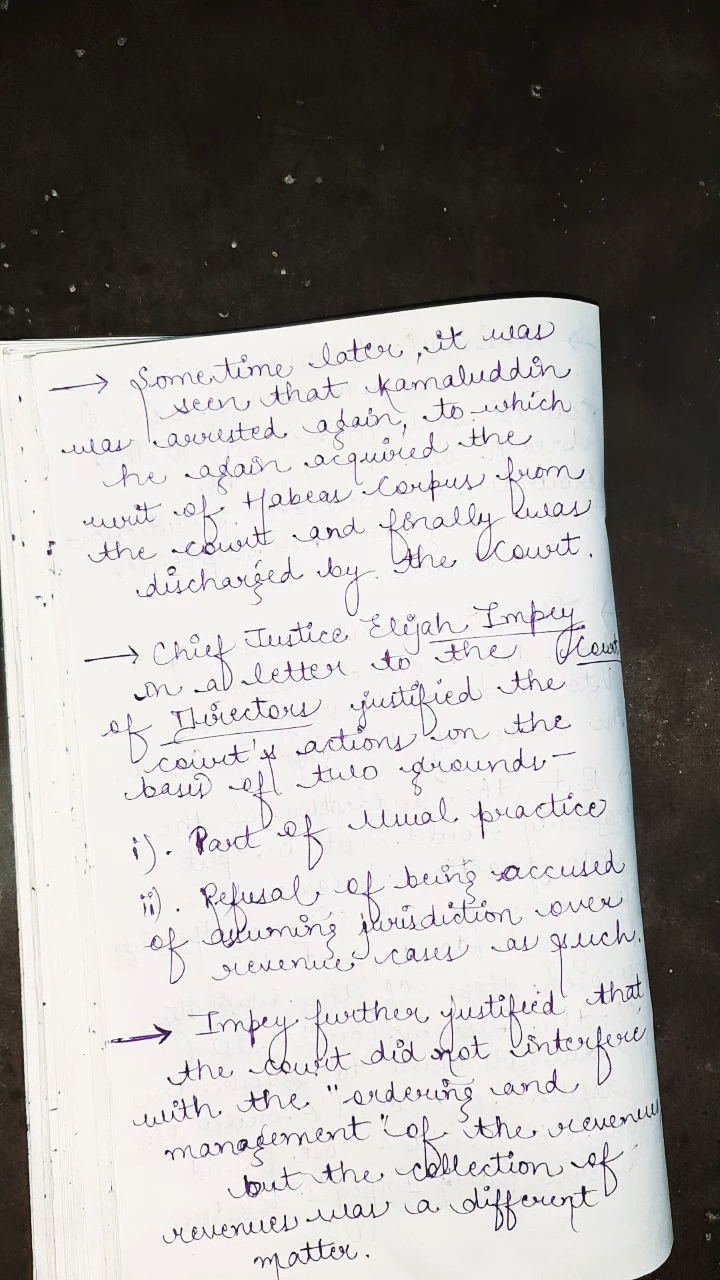 → Sometime later, it was
seen that Kamaluddin
was arrested again, to which
he again acquired the
writ of Habeas Corpus from
the court and finally was
discharged by the Court.
→ Chief Justice Elijah Impey
in a letter to the Court
of Directors justified the
court's actions on the
basis of two grounds-
i). Part of usual practice
ii). Refusal of being accused
of assuming jurisdiction over
revenue cases as such.
→ Impey further justified that
the court did not interfere
with the "ordering and
management" of the revenue
but the collection of
revenues was a different
matter.